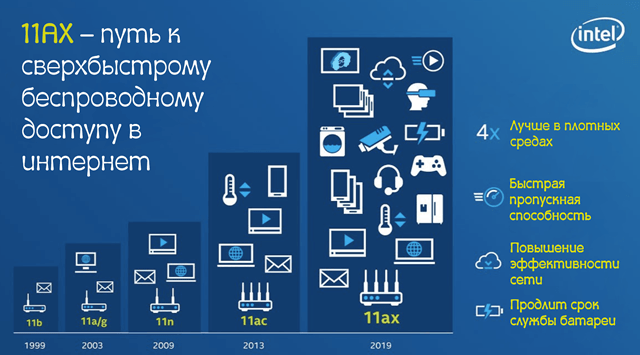 11AX – путь к
сверхбыстрому
беспроводному
доступу в
интернет
intel
4x Лучше в плотных
средах
Быстрая
пропускная
способность
Повышение
эффективности
сети
Продлит срок
службы батареи
11b
11a/g
11n
11ac
11ax
1999
2003
2009
2013
2019